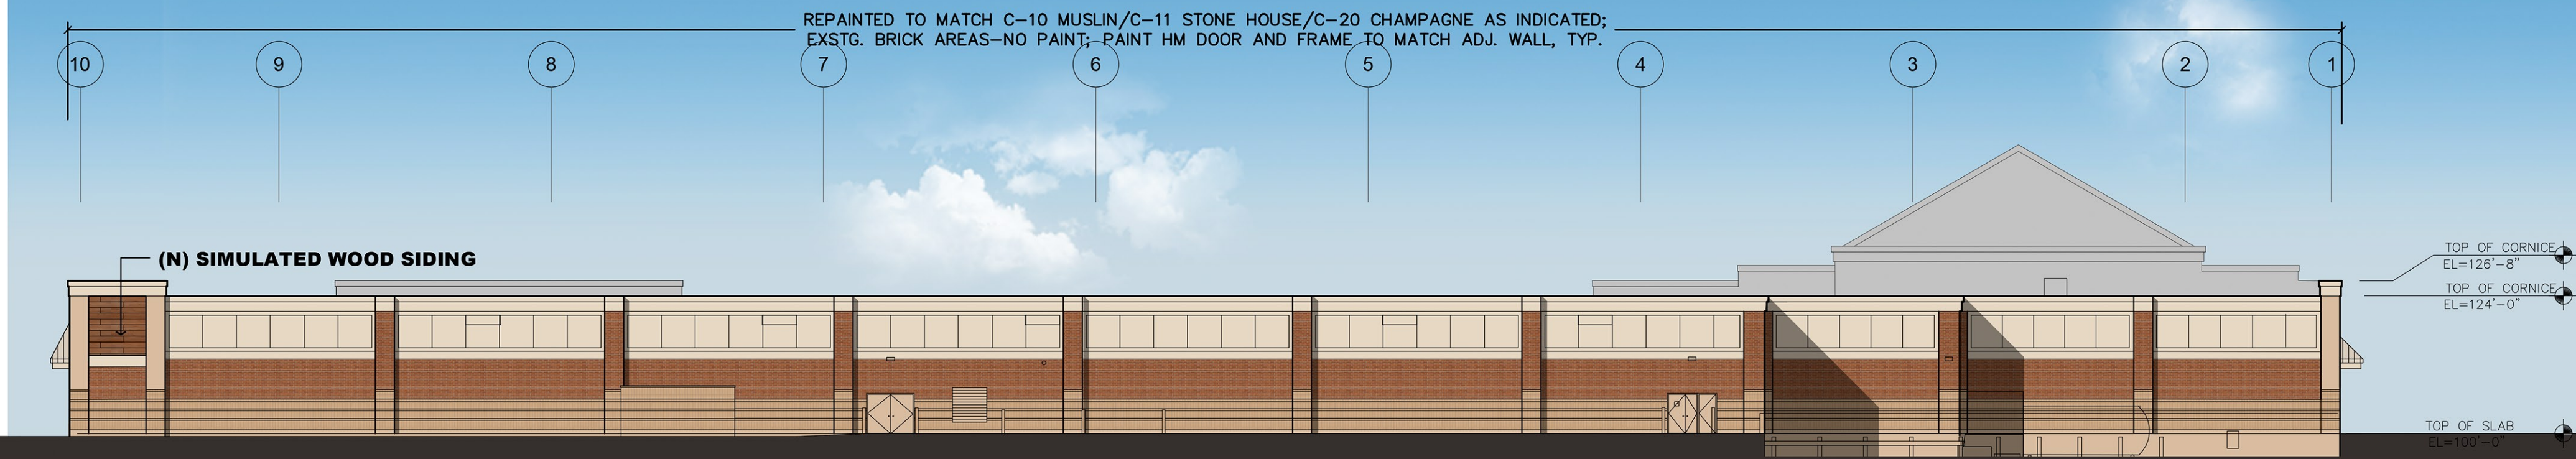 REPAINTED TO MATCH C-10 MUSLIN/C-11 STONE HOUSE/C-20 CHAMPAGNE AS INDICATED;
EXSTG. BRICK AREAS-NO PAINT; PAINT HM DOOR AND FRAME TO MATCH ADJ. WALL, TYP.
10 9 8 7 6 5 4 3 2 1
(N) SIMULATED WOOD SIDING
TOP OF CORNICE
EL=126'-8"
TOP OF CORNICE
EL=124'-0"
TOP OF SLAB
EL=100'-0"